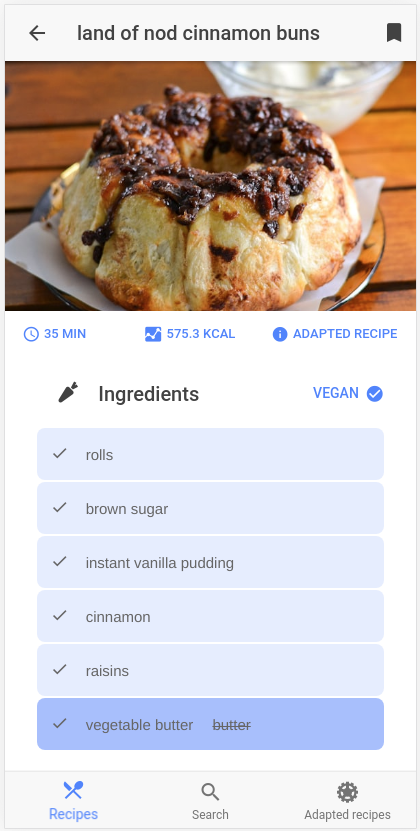 land of nod cinnamon buns
35 MIN 575.3 KCAL ADAPTED RECIPE
Ingredients VEGAN
rolls
brown sugar
instant vanilla pudding
cinnamon
raisins
vegetable butter butter
Recipes Search Adapted recipes